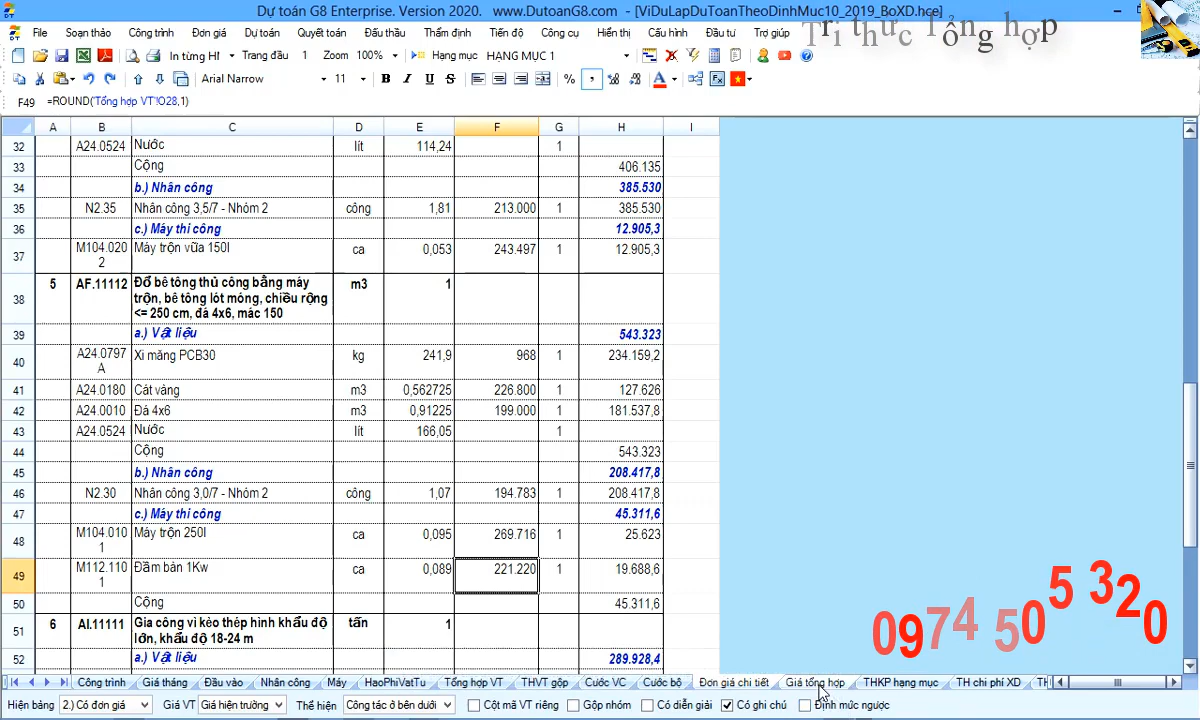 Dự toán G8 Enterprise. Version 2020.   www.DutoanG8.com  -  [ViDuLapDuToanTheoDinhMuc10_2019_BoXD.hce]
File Soạn thảo Công trình Đơn giá Dự toán Quyết toán Đấu thầu Thẩm định Tiến độ Công cụ Hiển thị Cấu hình Đầu tư Trợ giúp
Tri thức Tổng hợp
In từng HM Trang đầu 1 Zoom 100% Hạng mục HẠNG MỤC 1
Arial Narrow 11 B I U S %
F49 =ROUND('Tổng hợp VT'!O28,1)
A B C D E F G H I
32 A24.0524 Nước lít 114,24 1
33 Cộng 406.135
34 b.) Nhân công 385.530
35 N2.35 Nhân công 3,5/7 - Nhóm 2 công 1,81 213.000 1 385.530
36 c.) Máy thi công 12.905,3
37 M104.0202 Máy trộn vữa 150l ca 0,053 243.497 1 12.905,3
38 5 AF.11112 Đổ bê tông thủ công bằng máy trộn, bê tông lót móng, chiều rộng <= 250 cm, đá 4x6, mác 150 m3 1
39 a.) Vật liệu 543.323
40 A24.0797A Xi măng PCB30 kg 241,9 968 1 234.159,2
41 A24.0180 Cát vàng m3 0,562725 226.800 1 127.626
42 A24.0010 Đá 4x6 m3 0,91225 199.000 1 181.537,8
43 A24.0524 Nước lít 166,05 1
44 Cộng 543.323
45 b.) Nhân công 208.417,8
46 N2.30 Nhân công 3,0/7 - Nhóm 2 công 1,07 194.783 1 208.417,8
47 c.) Máy thi công 45.311,6
48 M104.0101 Máy trộn 250l ca 0,095 269.716 1 25.623
49 M112.1101 Đầm bàn 1Kw ca 0,089 221.220 1 19.688,6
50 Cộng 45.311,6
51 6 AI.11111 Gia công vì kèo thép hình khẩu độ lớn, khẩu độ 18-24 m tấn 1
52 a.) Vật liệu 289.928,4
0974 505 320
Công trình Giá tháng Đầu vào Nhân công Máy HaoPhiVatTu Tổng hợp VT THVT gộp Cước VC Cước bộ Đơn giá chi tiết Giá tổng hợp THKP hạng mục TH chi phí XD TH
Hiện bảng 2.) Có đơn giá Giá VT Giá hiện trường Thể hiện Công tác ở bên dưới Cột mã VT riêng Gộp nhóm Có diễn giải Có ghi chú Định mức ngược